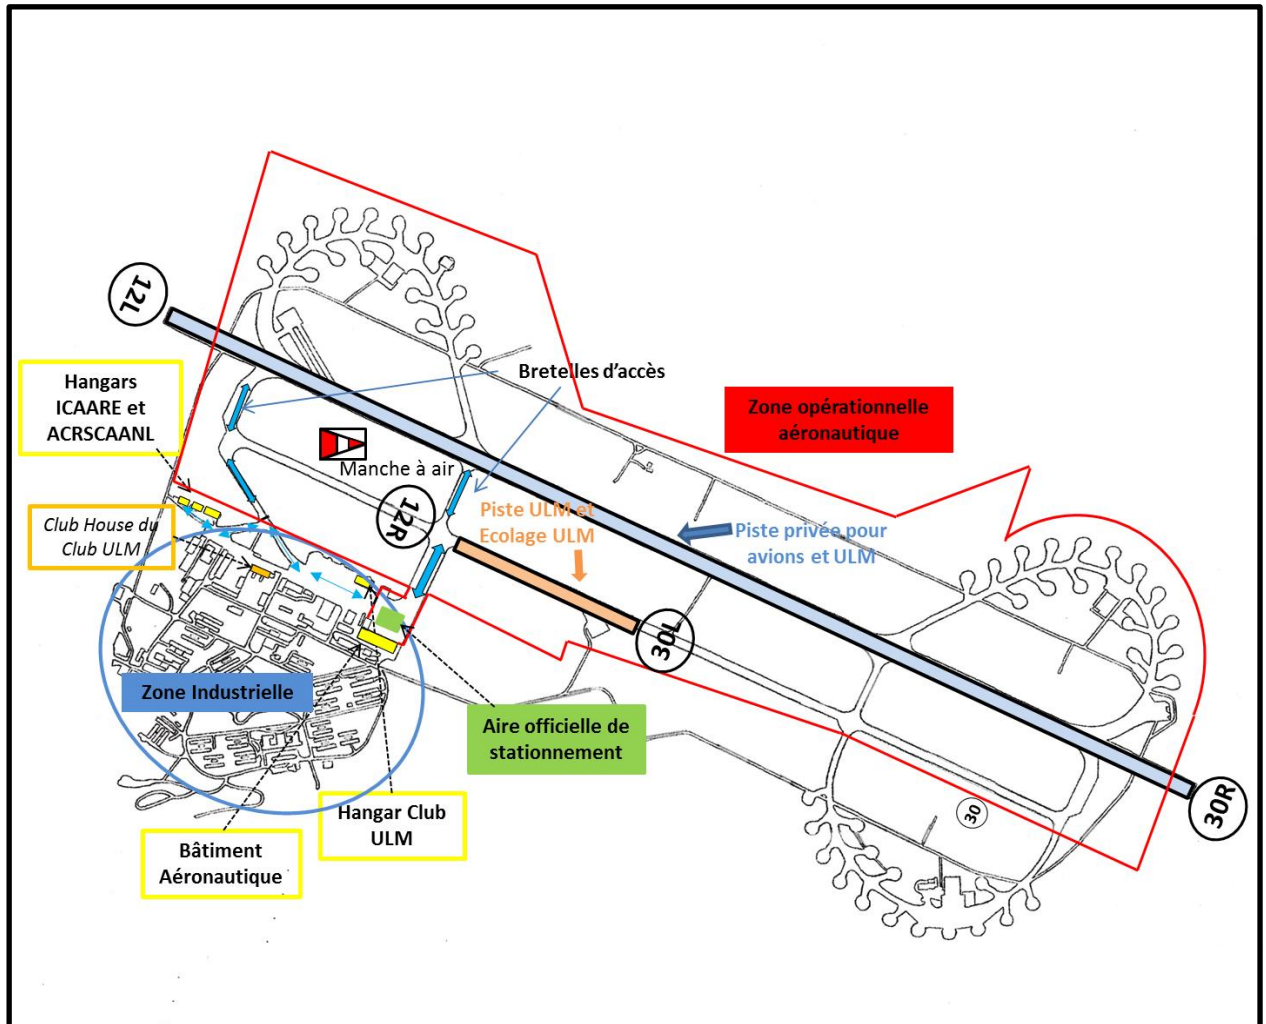 12L
Hangars
ICAARE et
ACRSCAANL
Bretelles d’accès
Zone opérationnelle
aéronautique
Manche à air
12R
Piste ULM et
Ecolage ULM
Piste privée pour
avions et ULM
Club House du
Club ULM
30L
Zone Industrielle
Aire officielle de
stationnement
30R
30
Hangar Club
ULM
Bâtiment
Aéronautique